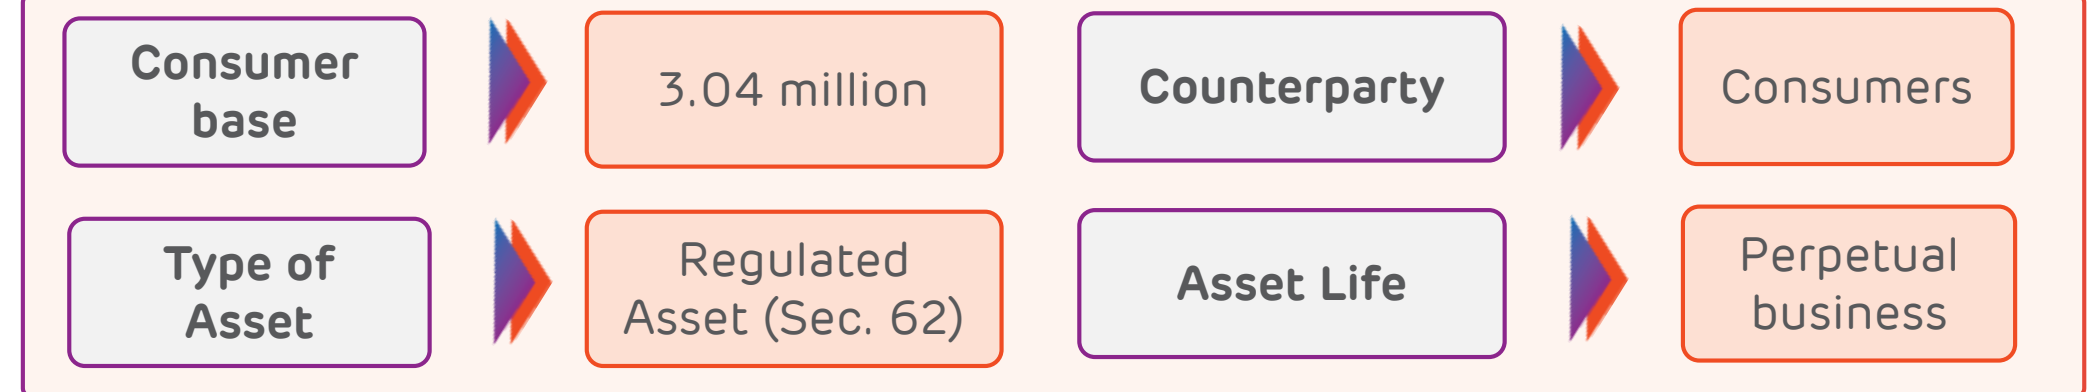 Consumer
base
3.04 million
Counterparty
Consumers
Type of
Asset
Regulated
Asset (Sec. 62)
Asset Life
Perpetual
business